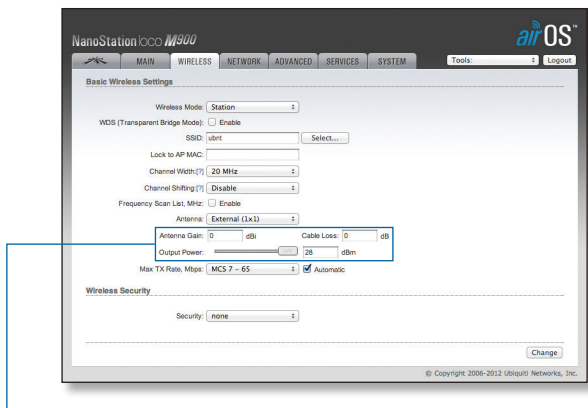 NanoStation loco M900
airOS™
MAIN WIRELESS NETWORK ADVANCED SERVICES SYSTEM Tools: Logout
Basic Wireless Settings
Wireless Mode: Station
WDS (Transparent Bridge Mode): Enable
SSID: ubnt Select...
Lock to AP MAC:
Channel Width:[?] 20 MHz
Channel Shifting:[?] Disable
Frequency Scan List, MHz: Enable
Antenna: External (1x1)
Antenna Gain: 0 dBi Cable Loss: 0 dB
Output Power: 28 dBm
Max TX Rate, Mbps: MCS 7 - 65 Automatic
Wireless Security
Security: none
Change
© Copyright 2006-2012 Ubiquiti Networks, Inc.